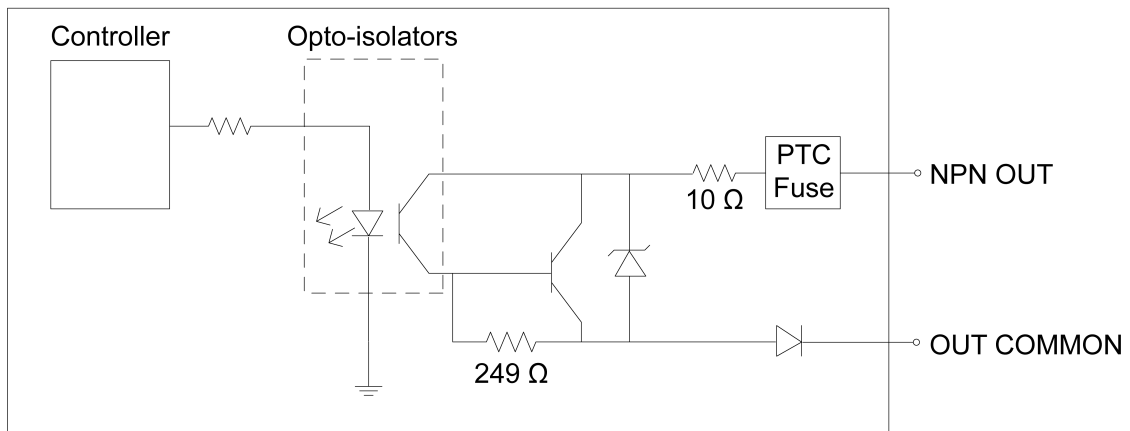 Controller
Opto-isolators
PTC
Fuse
NPN OUT
10 Ω
OUT COMMON
249 Ω